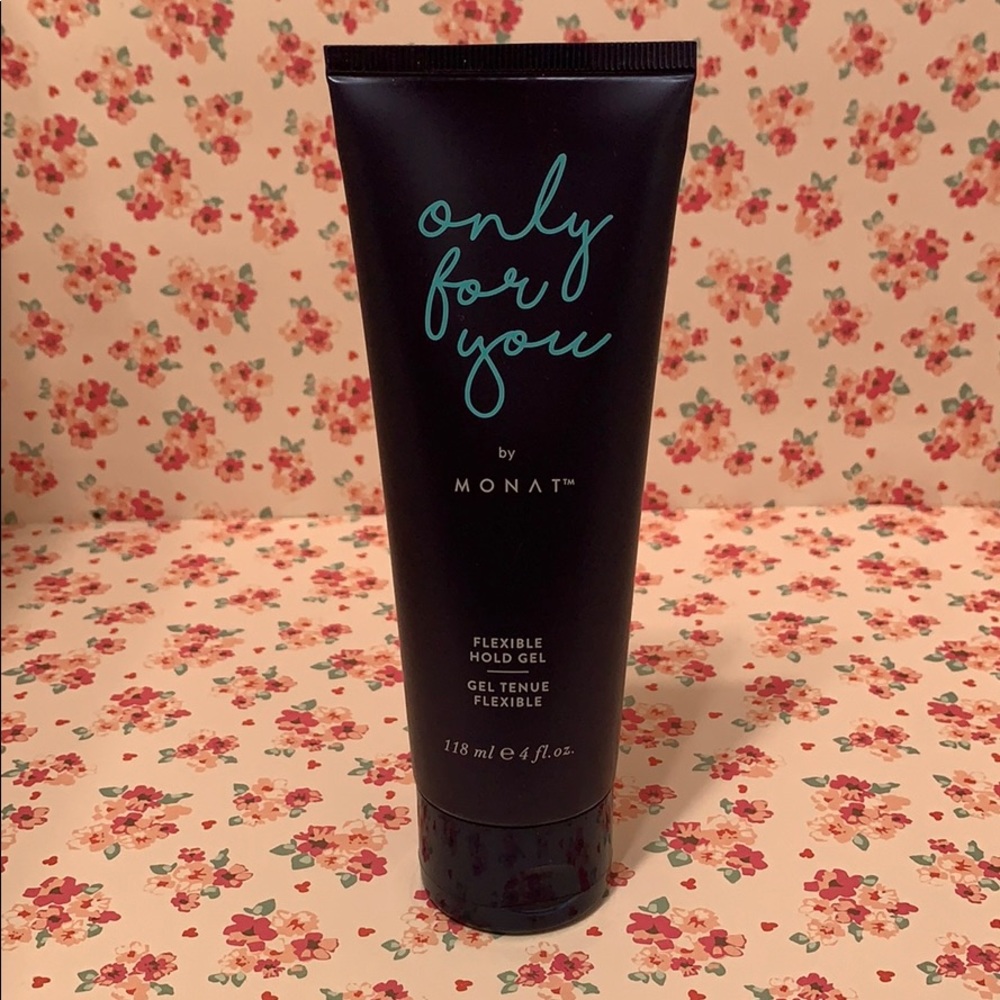 only
for
you
by
MONAT™
FLEXIBLE
HOLD GEL
GEL TENUE
FLEXIBLE
118 ml ℮ 4 fl.oz.